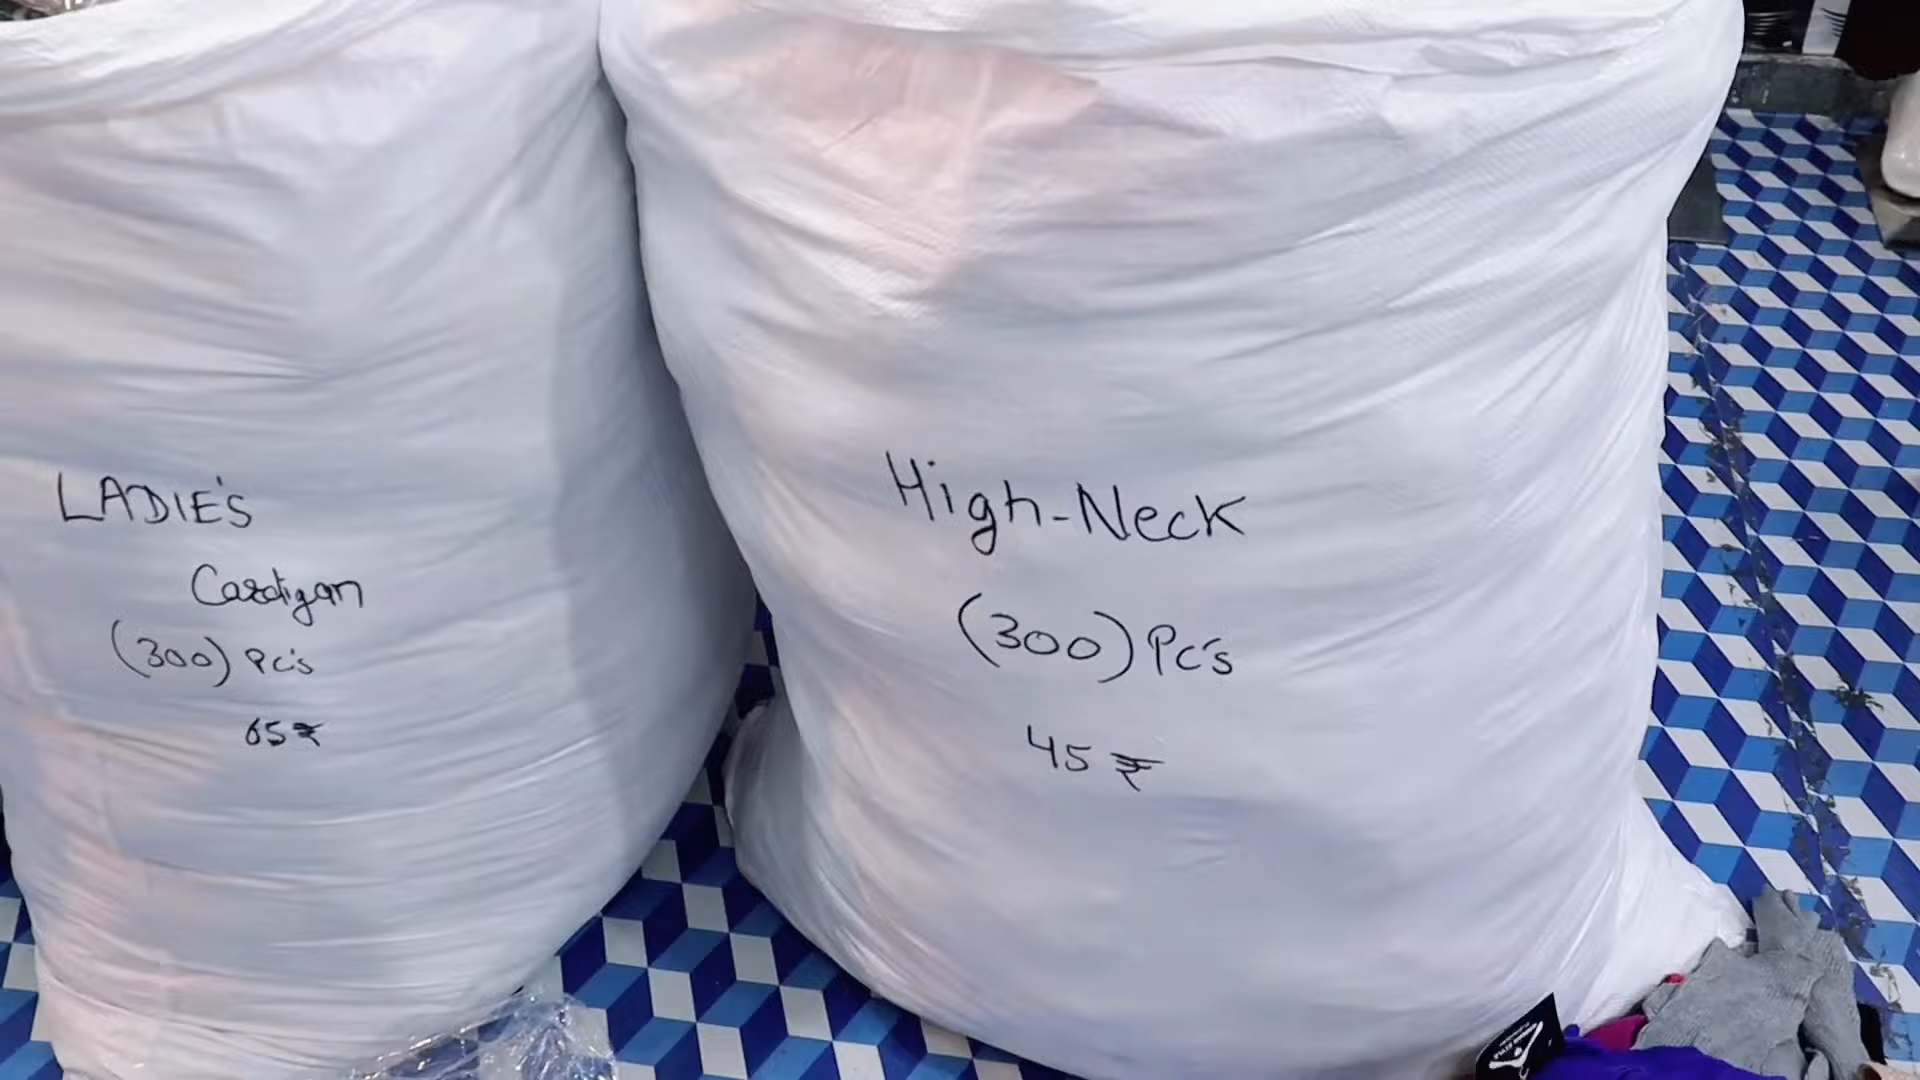 LADIE'S
Cardigan
(300) Pc's
65₹
High-Neck
(300) Pc's
45 ₹